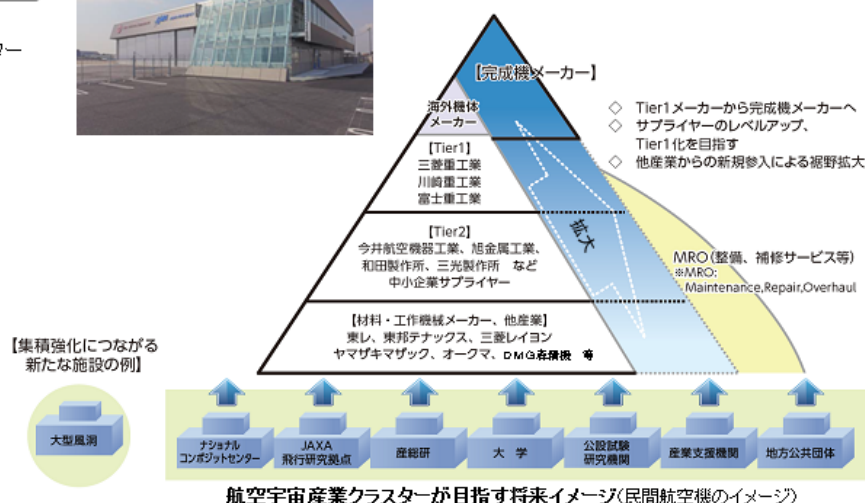 ター
【完成機メーカー】
海外機体
メーカー
◇ Tier1メーカーから完成機メーカーへ
◇ サプライヤーのレベルアップ、
Tier1化を目指す
◇ 他産業からの新規参入による裾野拡大
【Tier1】
三菱重工業
川崎重工業
富士重工業
拡大
【Tier2】
今井航空機器工業、旭金属工業、
和田製作所、三光製作所 など
中小企業サプライヤー
MRO(整備、補修サービス等)
※MRO:
Maintenance,Repair,Overhaul
【材料・工作機械メーカー、他産業】
東レ、東邦テナックス、三菱レイヨン
ヤマザキマザック、オークマ、DMG森精機 等
【集積強化につながる
新たな施設の例】
大型風洞
ナショナル
コンポジットセンター
JAXA
飛行研究拠点
産総研
大 学
公設試験
研究機関
産業支援機関
地方公共団体
航空宇宙産業クラスターが目指す将来イメージ(民間航空機のイメージ)